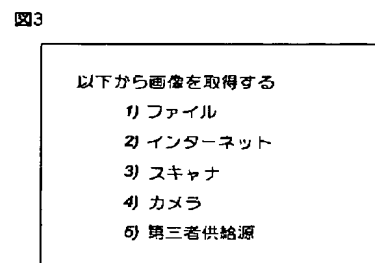 図3
以下から画像を取得する
1) ファイル
2) インターネット
3) スキャナ
4) カメラ
5) 第三者供給源